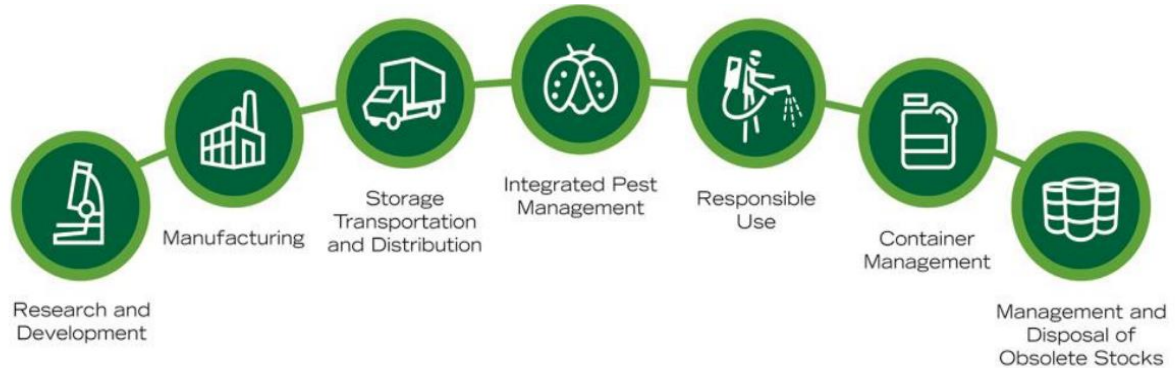 Research and
Development
Manufacturing
Storage
Transportation
and Distribution
Integrated Pest
Management
Responsible
Use
Container
Management
Management and
Disposal of
Obsolete Stocks